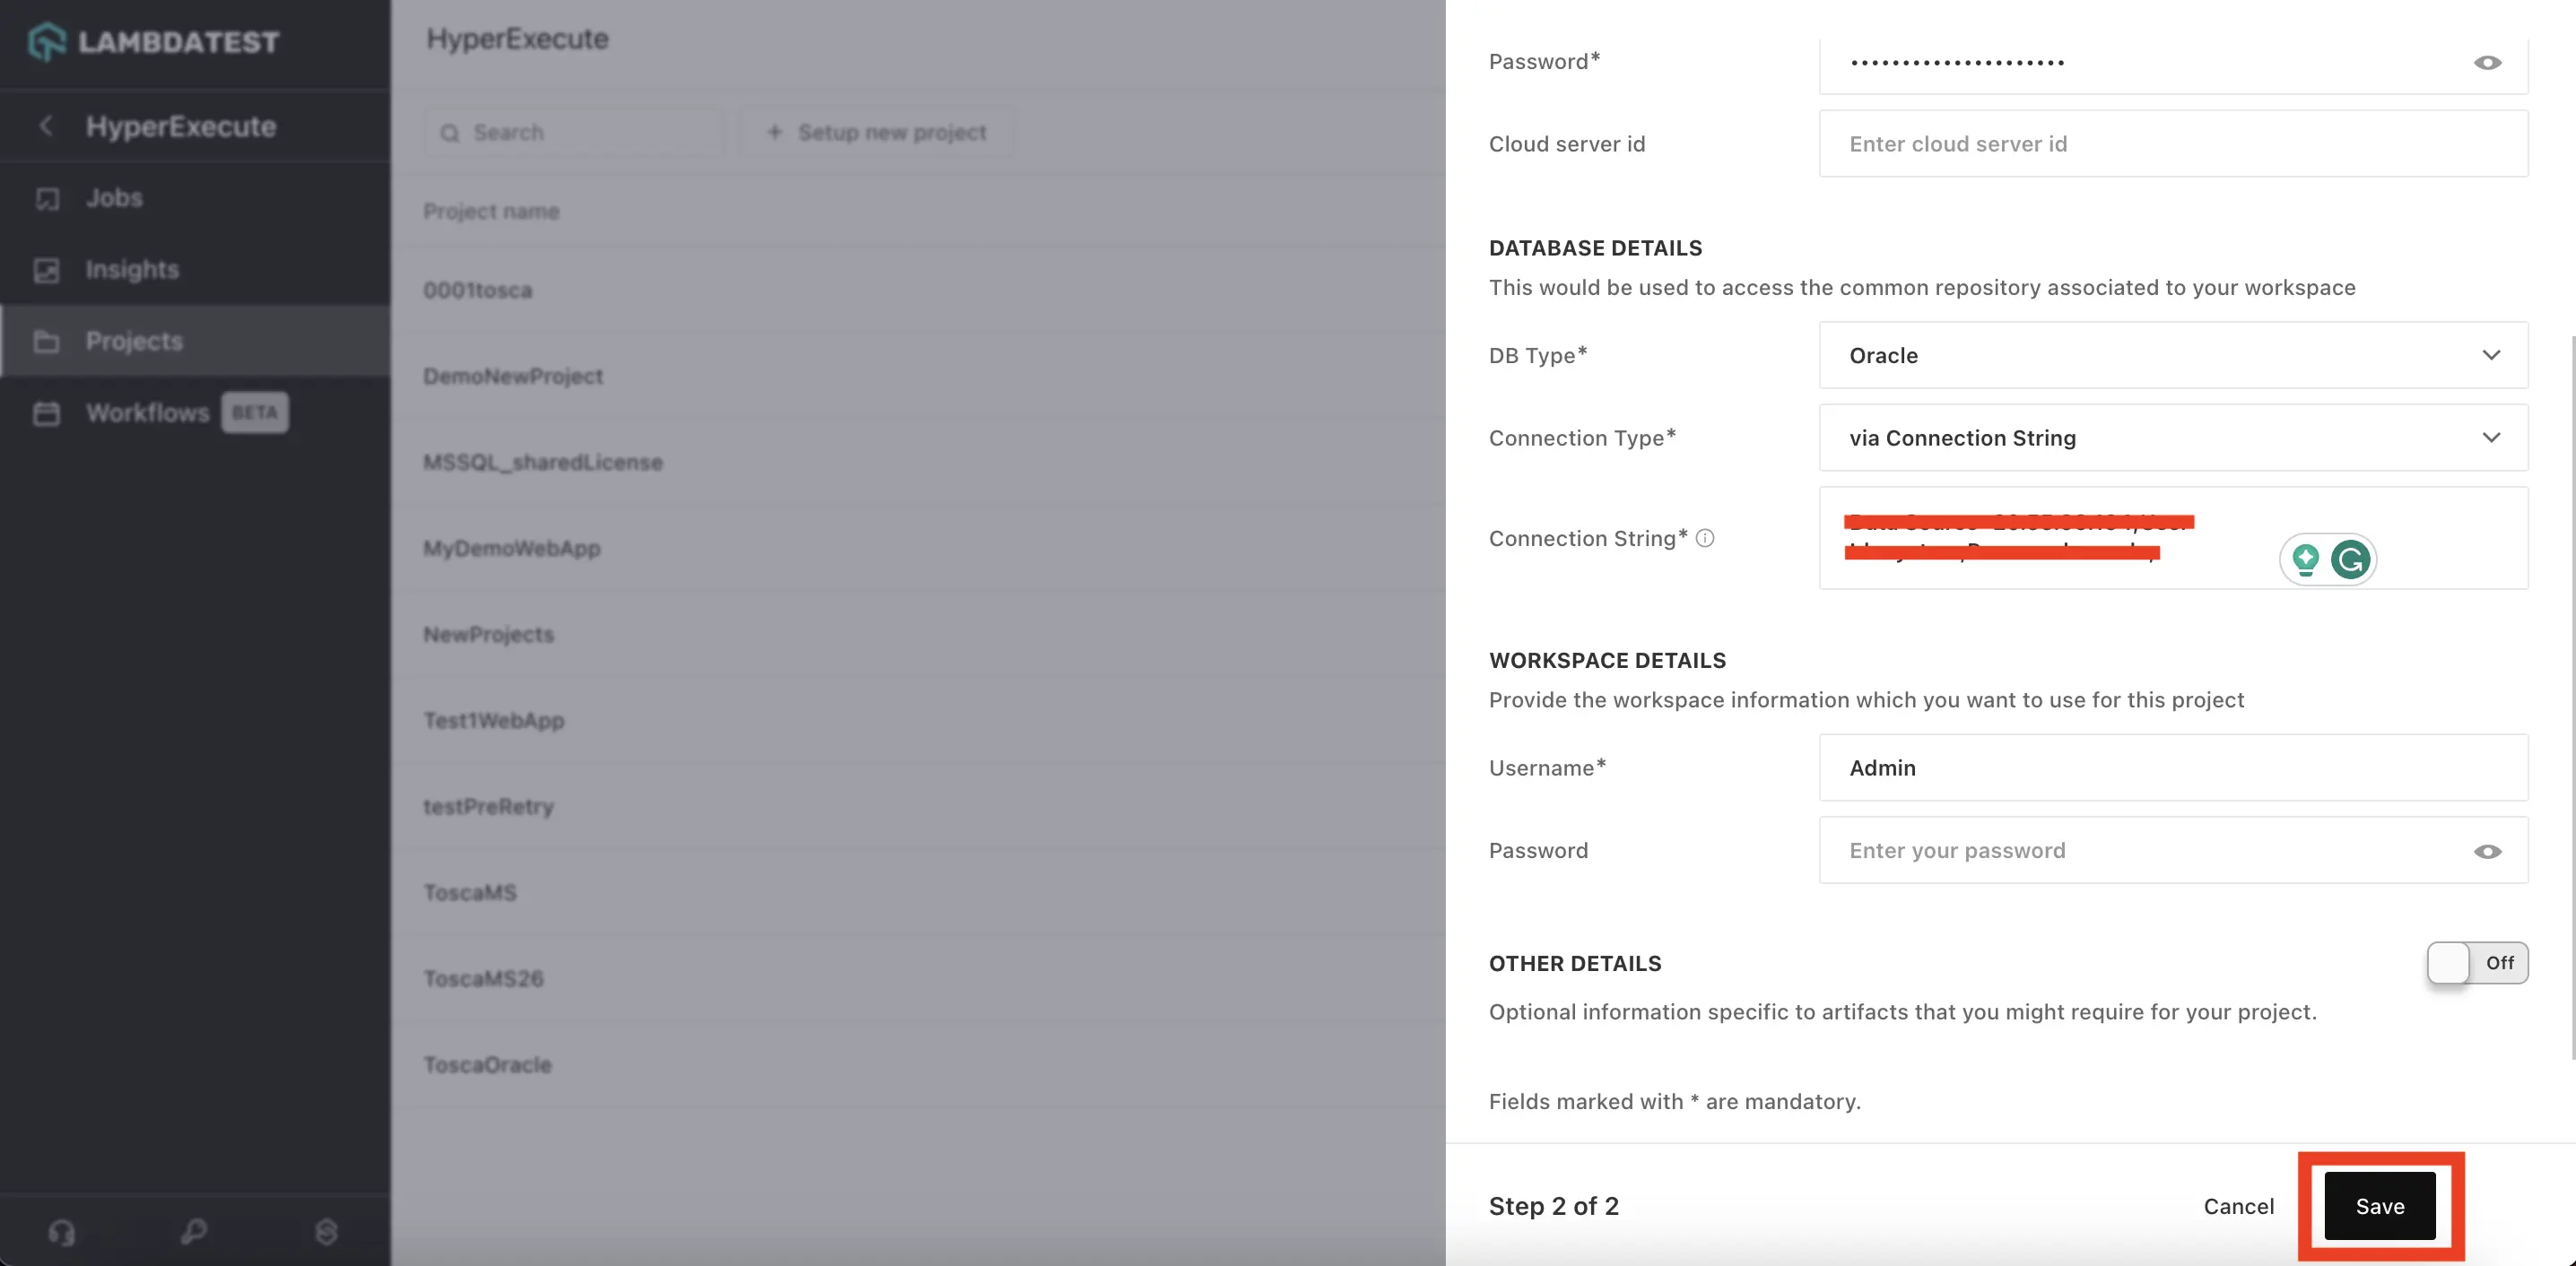 LAMBDATEST
HyperExecute
Jobs
Insights
Projects
Workflows BETA
HyperExecute
Search
+ Setup new project
Project name
0001tosca
DemoNewProject
MSSQL_sharedLicense
MyDemoWebApp
NewProjects
Test1WebApp
testPreRetry
ToscaMS
ToscaMS26
ToscaOracle
Password*
•••••••••••••••••••••
Cloud server id
Enter cloud server id
DATABASE DETAILS
This would be used to access the common repository associated to your workspace
DB Type*
Oracle
Connection Type*
via Connection String
Connection String*
WORKSPACE DETAILS
Provide the workspace information which you want to use for this project
Username*
Admin
Password
Enter your password
OTHER DETAILS
Off
Optional information specific to artifacts that you might require for your project.
Fields marked with * are mandatory.
Step 2 of 2
Cancel
Save